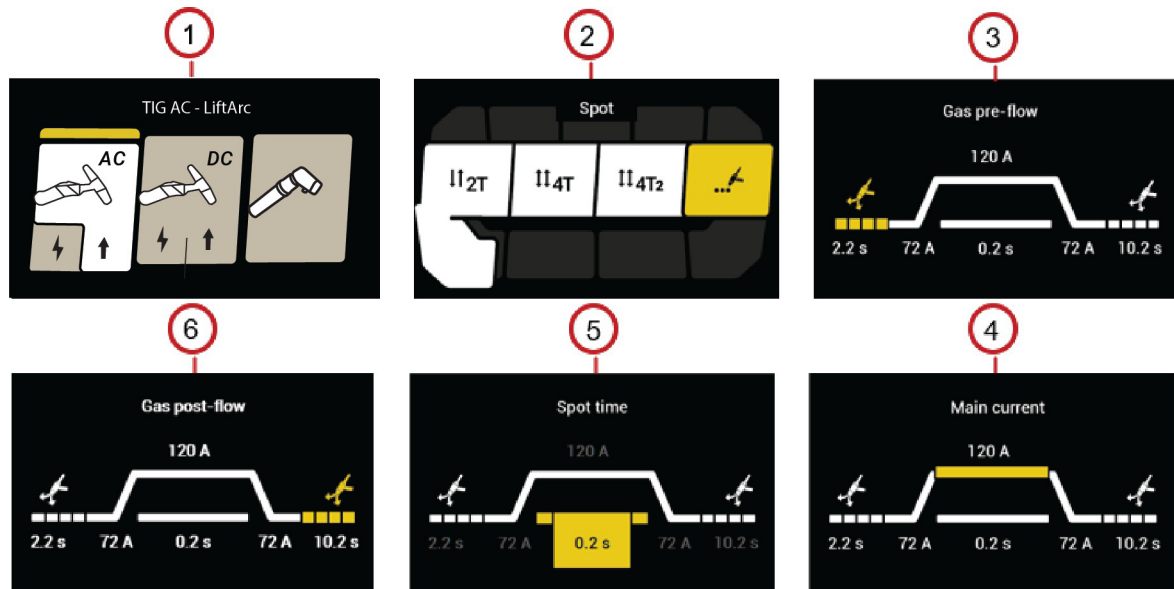 1
TIG AC - LiftArc
AC
DC
2
Spot
2T
4T
4T2
...
3
Gas pre-flow
120 A
2.2 s
72 A
0.2 s
72 A
10.2 s
6
Gas post-flow
120 A
2.2 s
72 A
0.2 s
72 A
10.2 s
5
Spot time
120 A
2.2 s
72 A
0.2 s
72 A
10.2 s
4
Main current
120 A
2.2 s
72 A
0.2 s
72 A
10.2 s